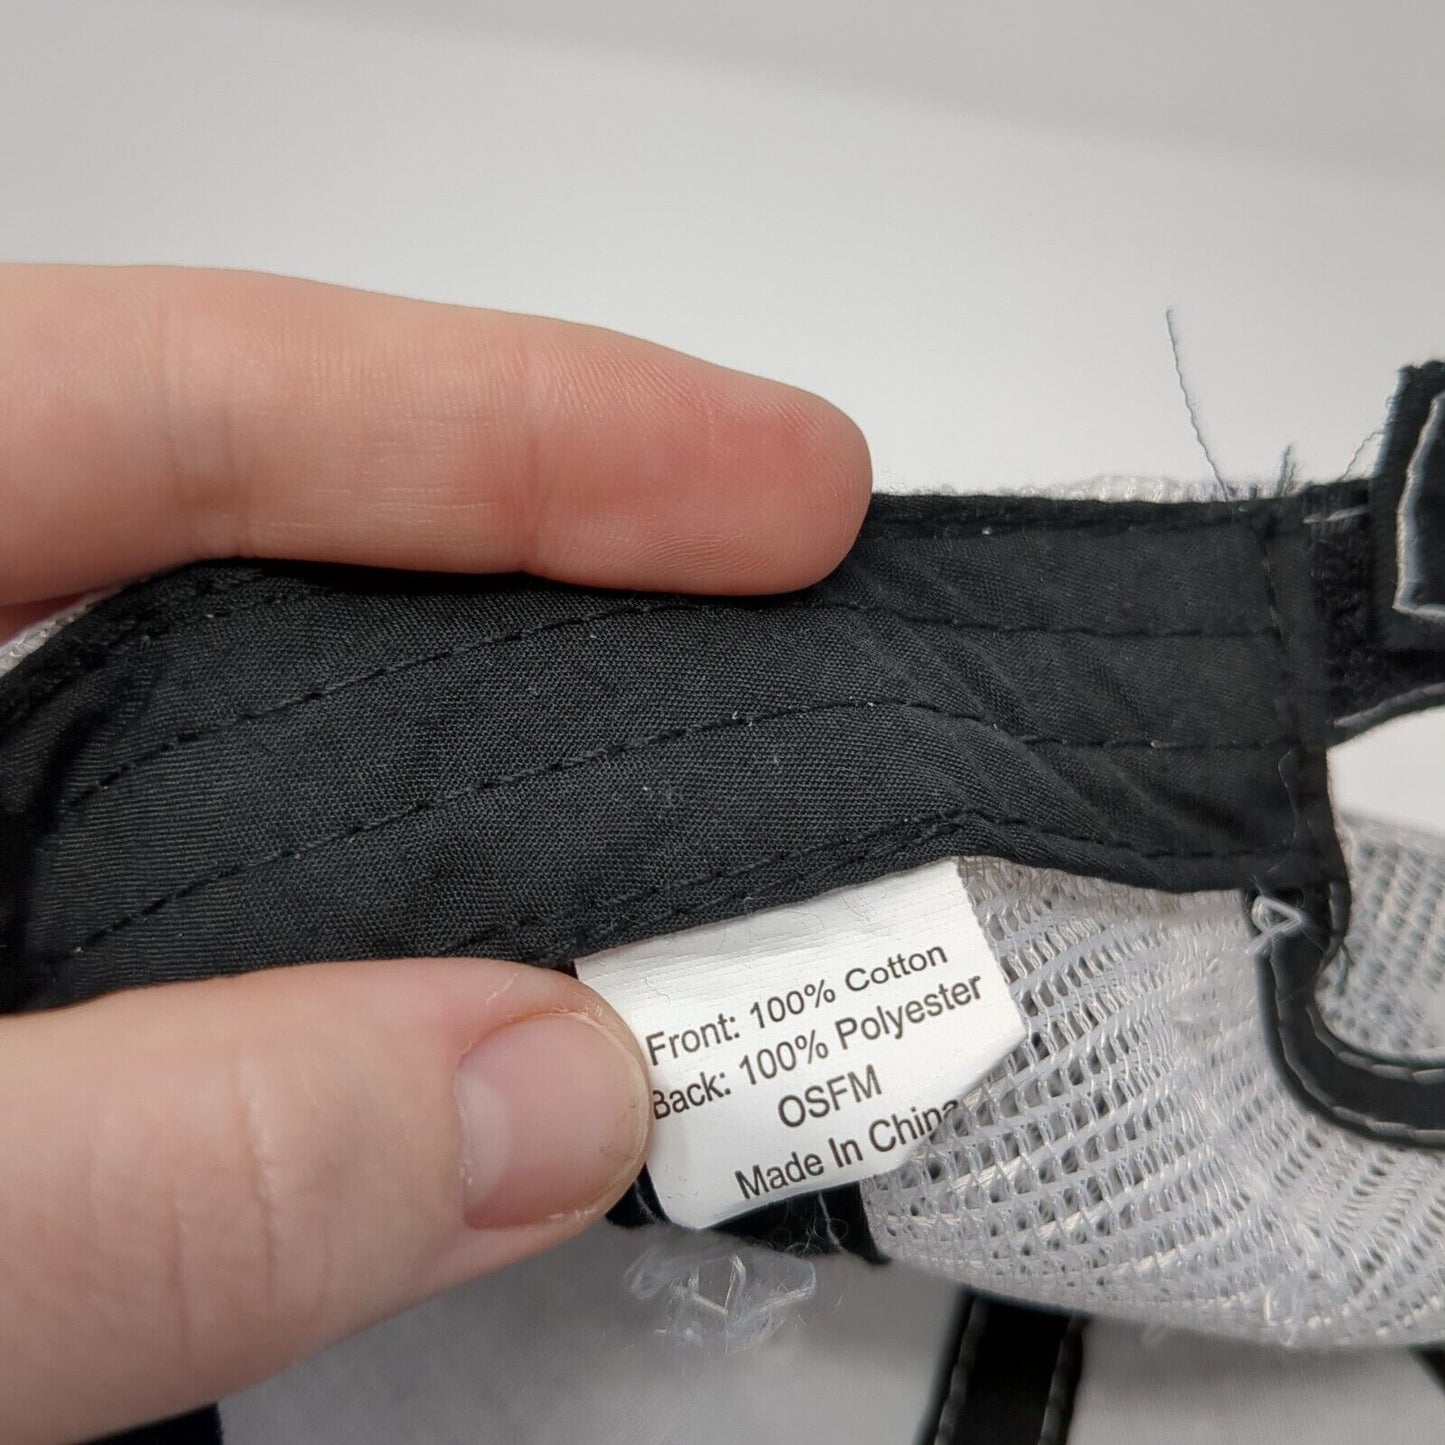 Front: 100% Cotton
Back: 100% Polyester
OSFM
Made In China